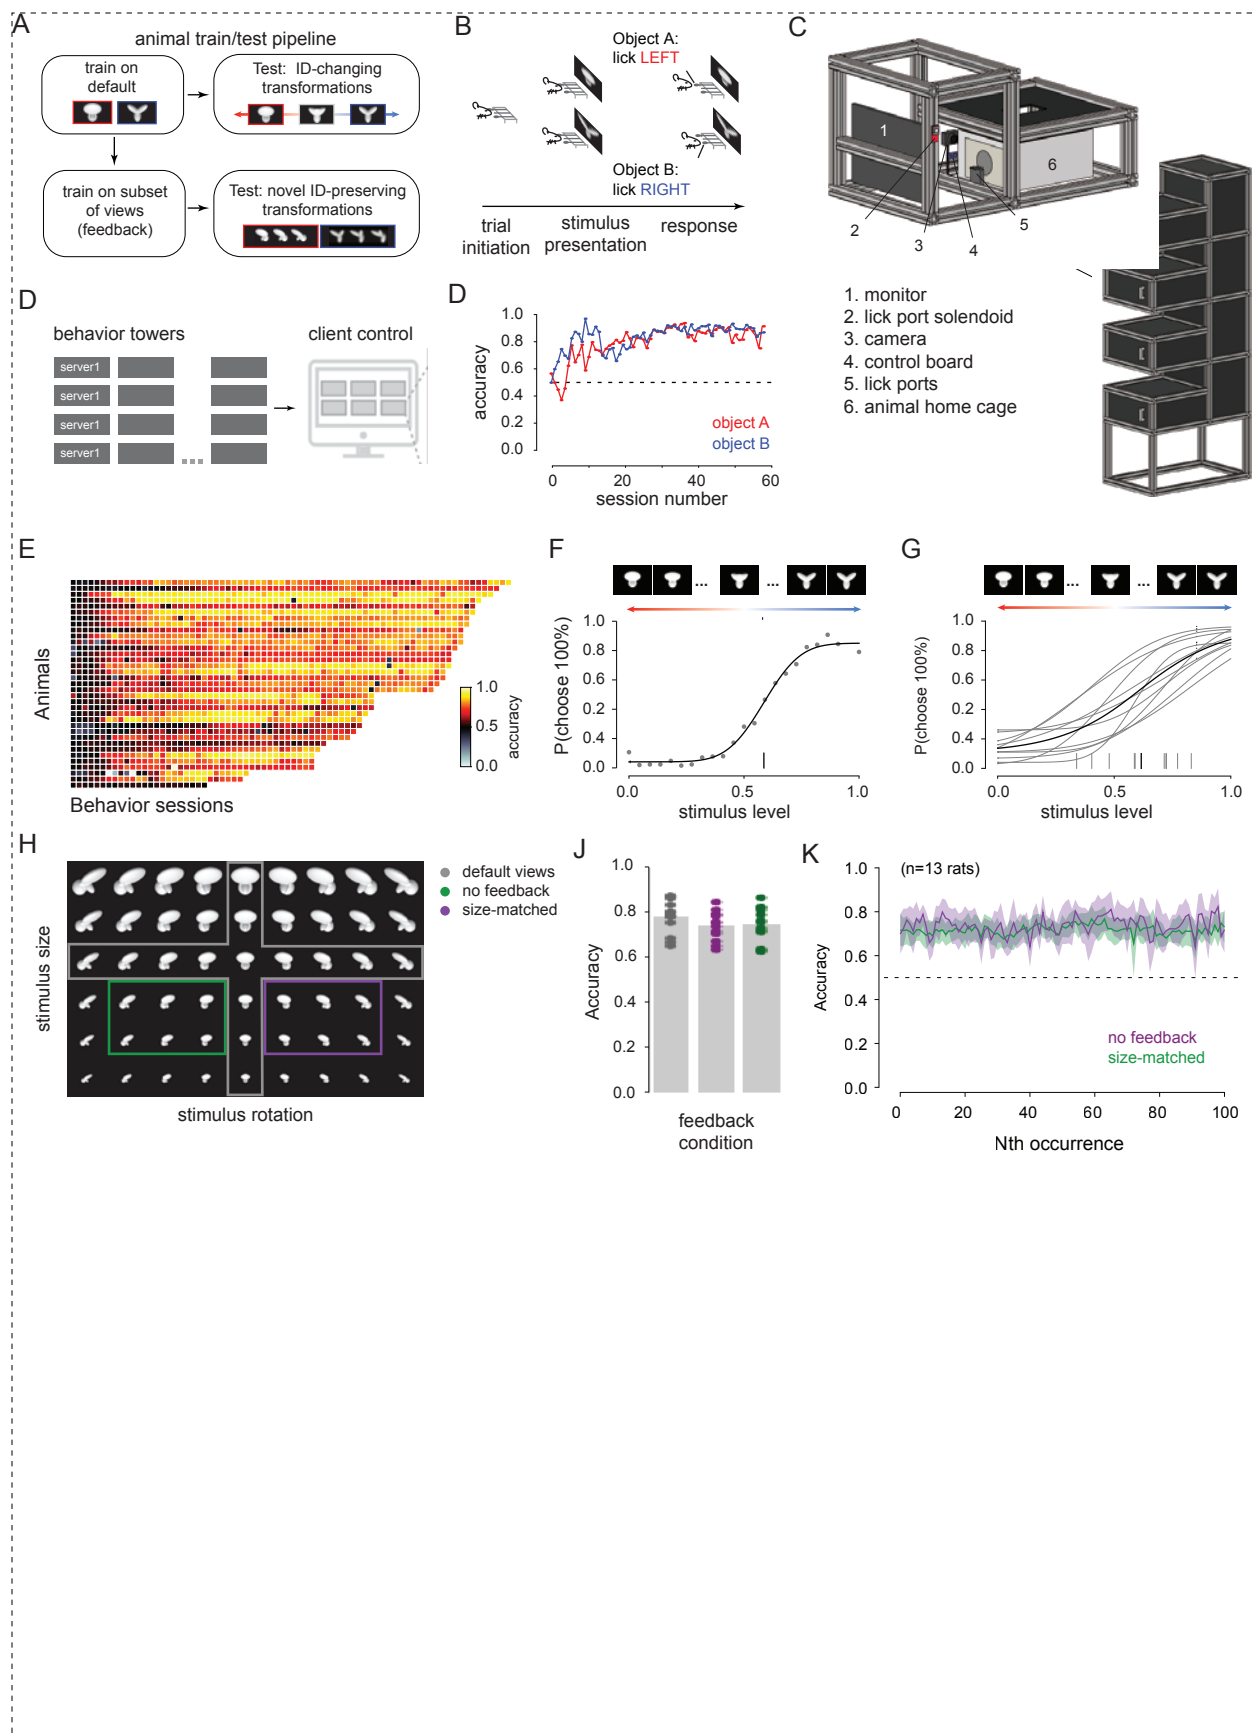 A
animal train/test pipeline
train on
default
Test: ID-changing
transformations
train on subset
of views
(feedback)
Test: novel ID-preserving
transformations
B
Object A:
lick LEFT
Object B:
lick RIGHT
trial
initiation
stimulus
presentation
response
C
1
6
2
3
4
5
1. monitor
2. lick port solendoid
3. camera
4. control board
5. lick ports
6. animal home cage
D
behavior towers
client control
server1
server1
server1
server1
D
accuracy
1.0
0.8
0.6
0.4
0.2
0.0
object A
object B
0
20
40
60
session number
E
Animals
Behavior sessions
1.0
0.5
0.0
accuracy
F
...
...
P(choose 100%)
1.0
0.8
0.6
0.2
0.4
0.0
0.0
0.5
1.0
stimulus level
G
...
...
P(choose 100%)
1.0
0.8
0.6
0.2
0.4
0.0
0.0
0.5
1.0
stimulus level
H
stimulus size
stimulus rotation
default views
no feedback
size-matched
J
Accuracy
1.0
0.8
0.6
0.4
0.2
0.0
feedback
condition
K
(n=13 rats)
Accuracy
1.0
0.8
0.6
0.4
0.2
0.0
no feedback
size-matched
0
20
40
60
80
100
Nth occurrence